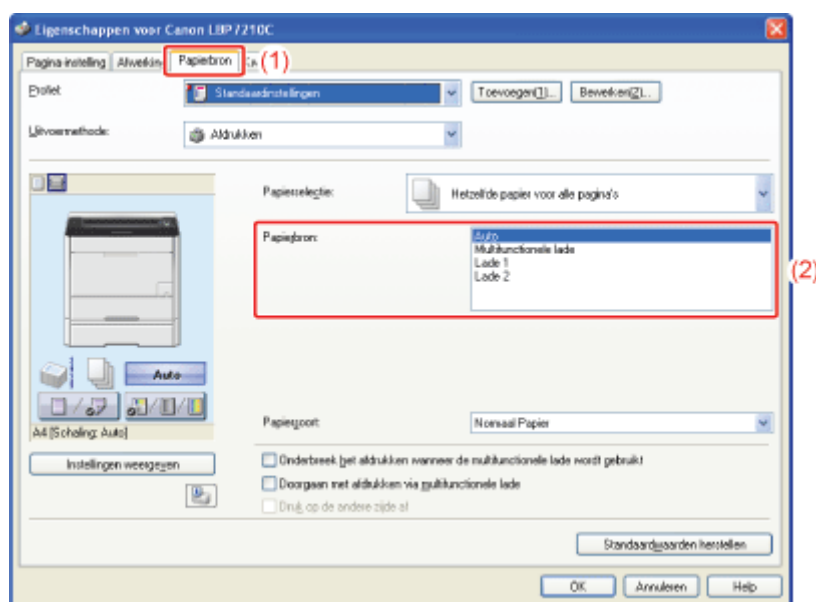 Eigenschappen voor Canon LBP7210C
Pagina-instelling Afwerking Papierbron (1)
Profiel: Standaardinstellingen Toevoegen(1)... Bewerken(2)...
Uitvoermethode: Afdrukken
Papierselectie: Hetzelfde papier voor alle pagina's
Papierbron: Auto
Multifunctionele lade
Lade 1
Lade 2
(2)
Auto
A4 [Schaling: Auto]
Papiersoort: Normaal Papier
Instellingen weergegeven
Onderbreek het afdrukken wanneer de multifunctionele lade wordt gebruikt
Doorgaan met afdrukken via multifunctionele lade
Druk op de andere zijde af
Standaardwaarden herstellen
OK Annuleren Help